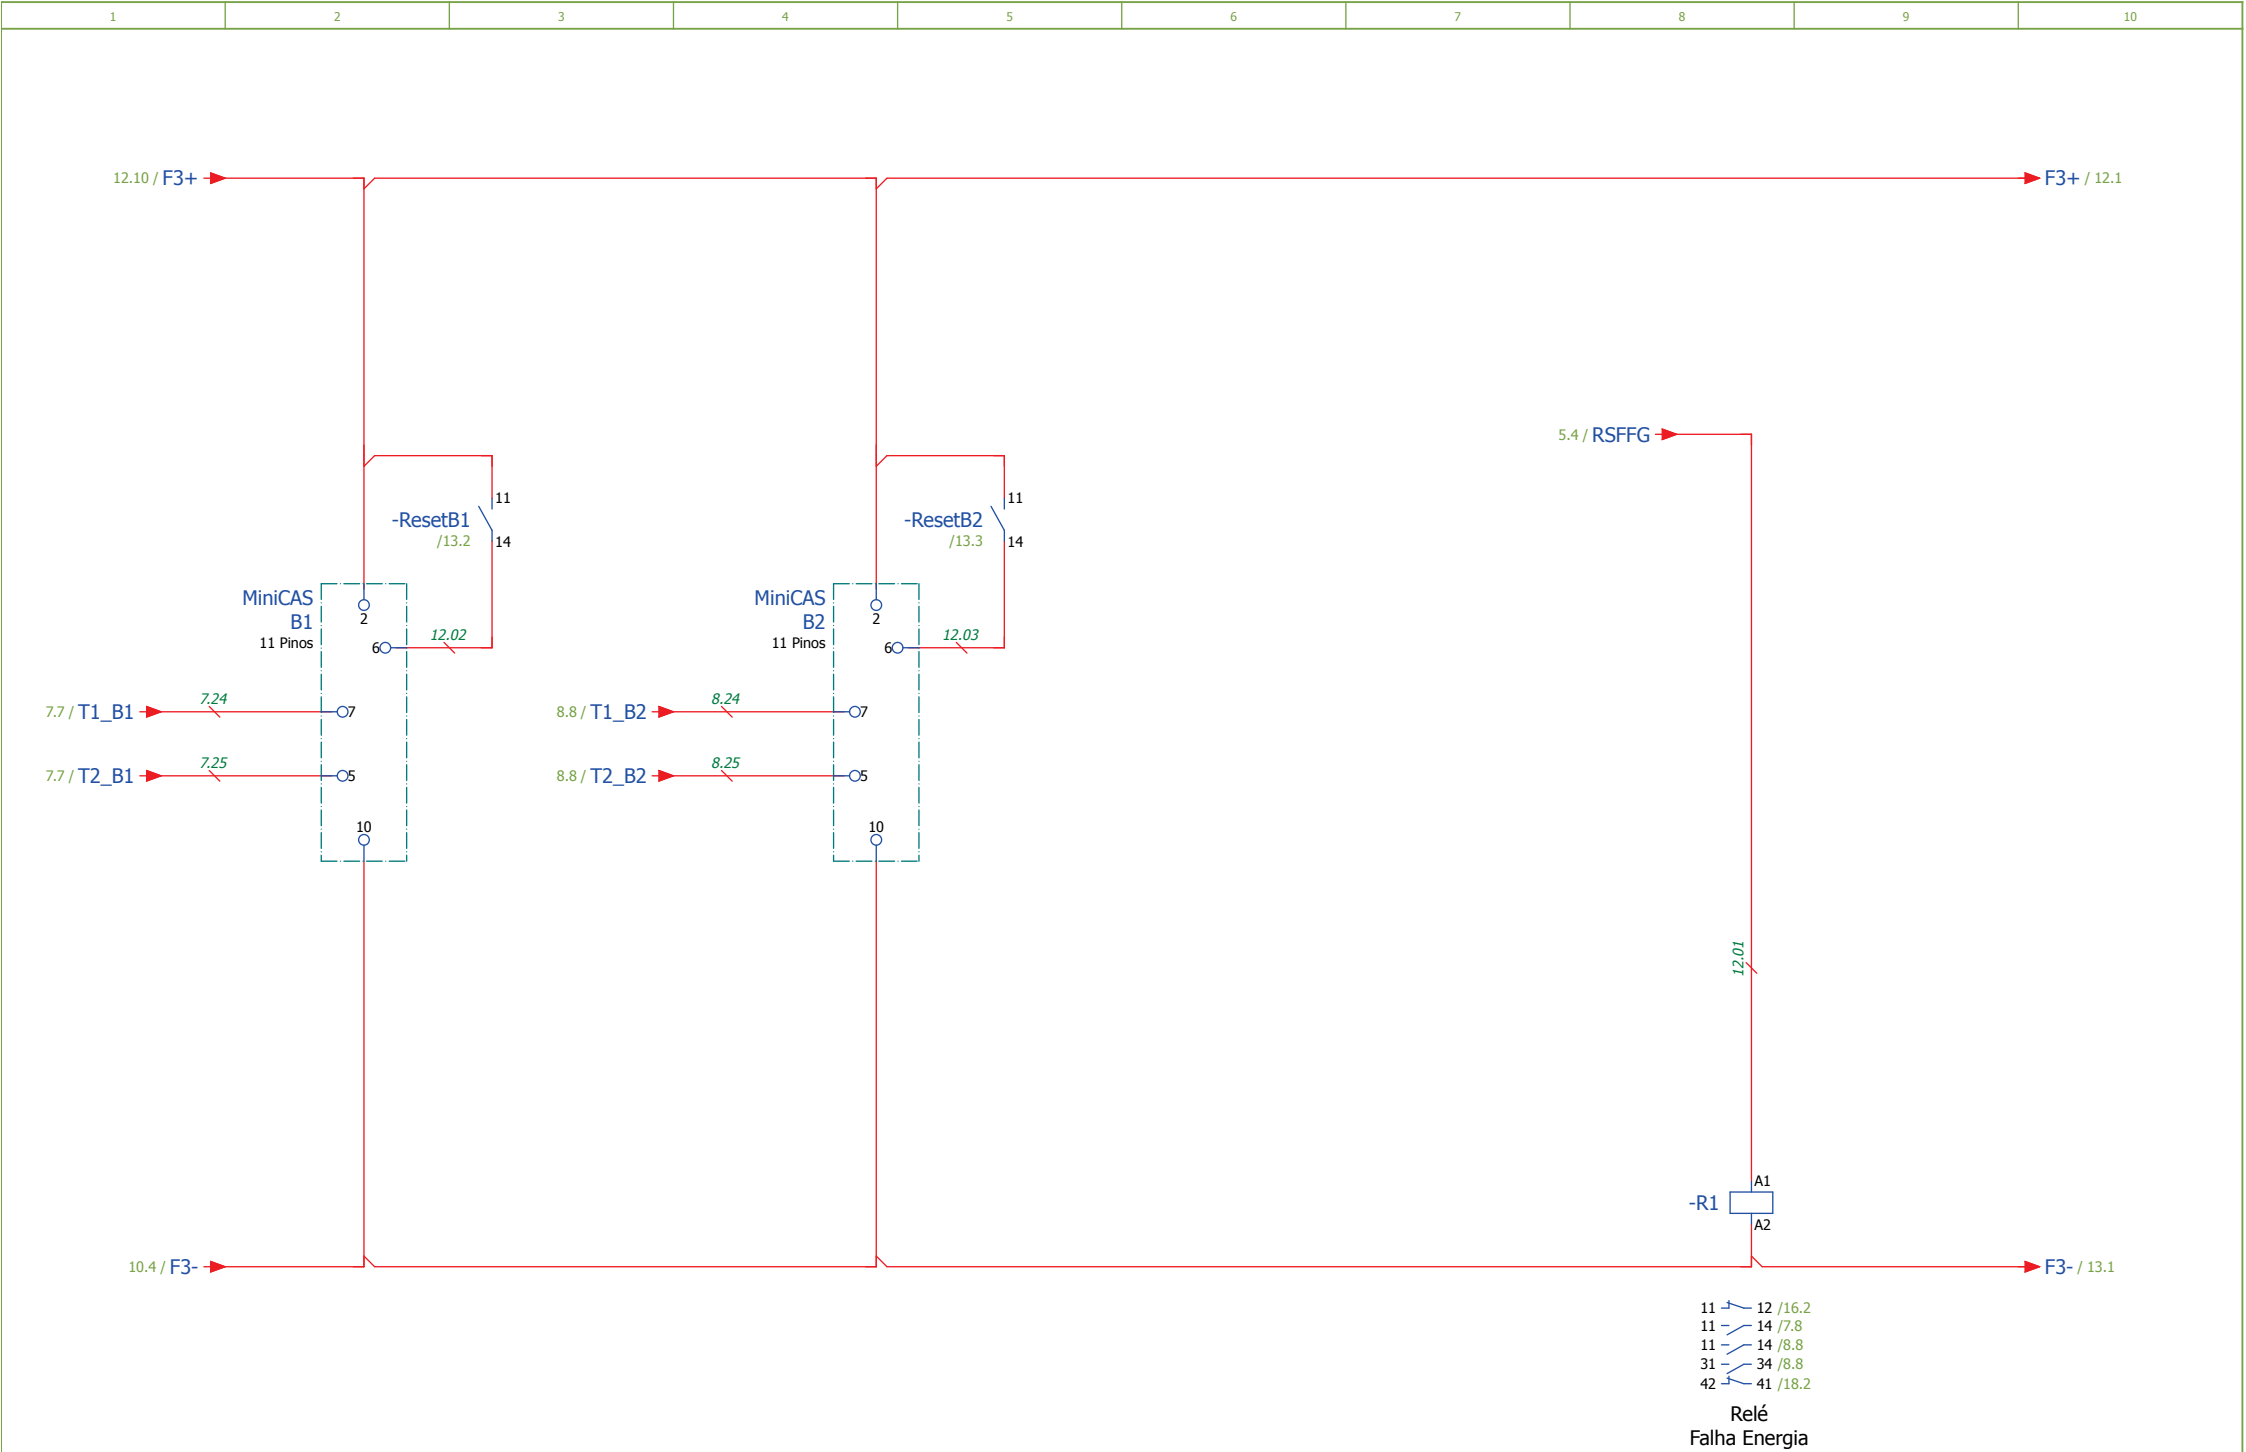 1 2 3 4 5 6 7 8 9 10
12.10 / F3+
F3+ / 12.1
5.4 / RSFFG
11
-ResetB1
/13.2
14
11
-ResetB2
/13.3
14
MiniCAS
B1
11 Pinos
2
6
12.02
MiniCAS
B2
11 Pinos
2
6
12.03
7.7 / T1_B1
7.24
7
8.8 / T1_B2
8.24
7
7.7 / T2_B1
7.25
5
8.8 / T2_B2
8.25
5
10
10
12.01
A1
-R1
A2
10.4 / F3-
F3- / 13.1
11 12 /16.2
11 14 /7.8
11 14 /8.8
31 34 /8.8
42 41 /18.2
Relé
Falha Energia